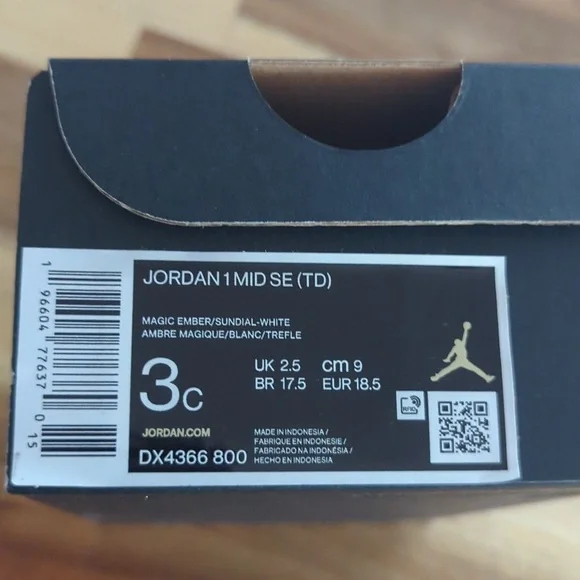 JORDAN 1 MID SE (TD)
MAGIC EMBER/SUNDIAL-WHITE
AMBRE MAGIQUE/BLANC/TREFLE
3C
UK 2.5 cm 9
BR 17.5 EUR 18.5
RFID
JORDAN.COM
DX4366 800
MADE IN INDONESIA /
FABRIQUE EN INDONESIE /
FABRICADO NA INDONÉSIA /
HECHO EN INDONESIA
1 96604 77637 0 15